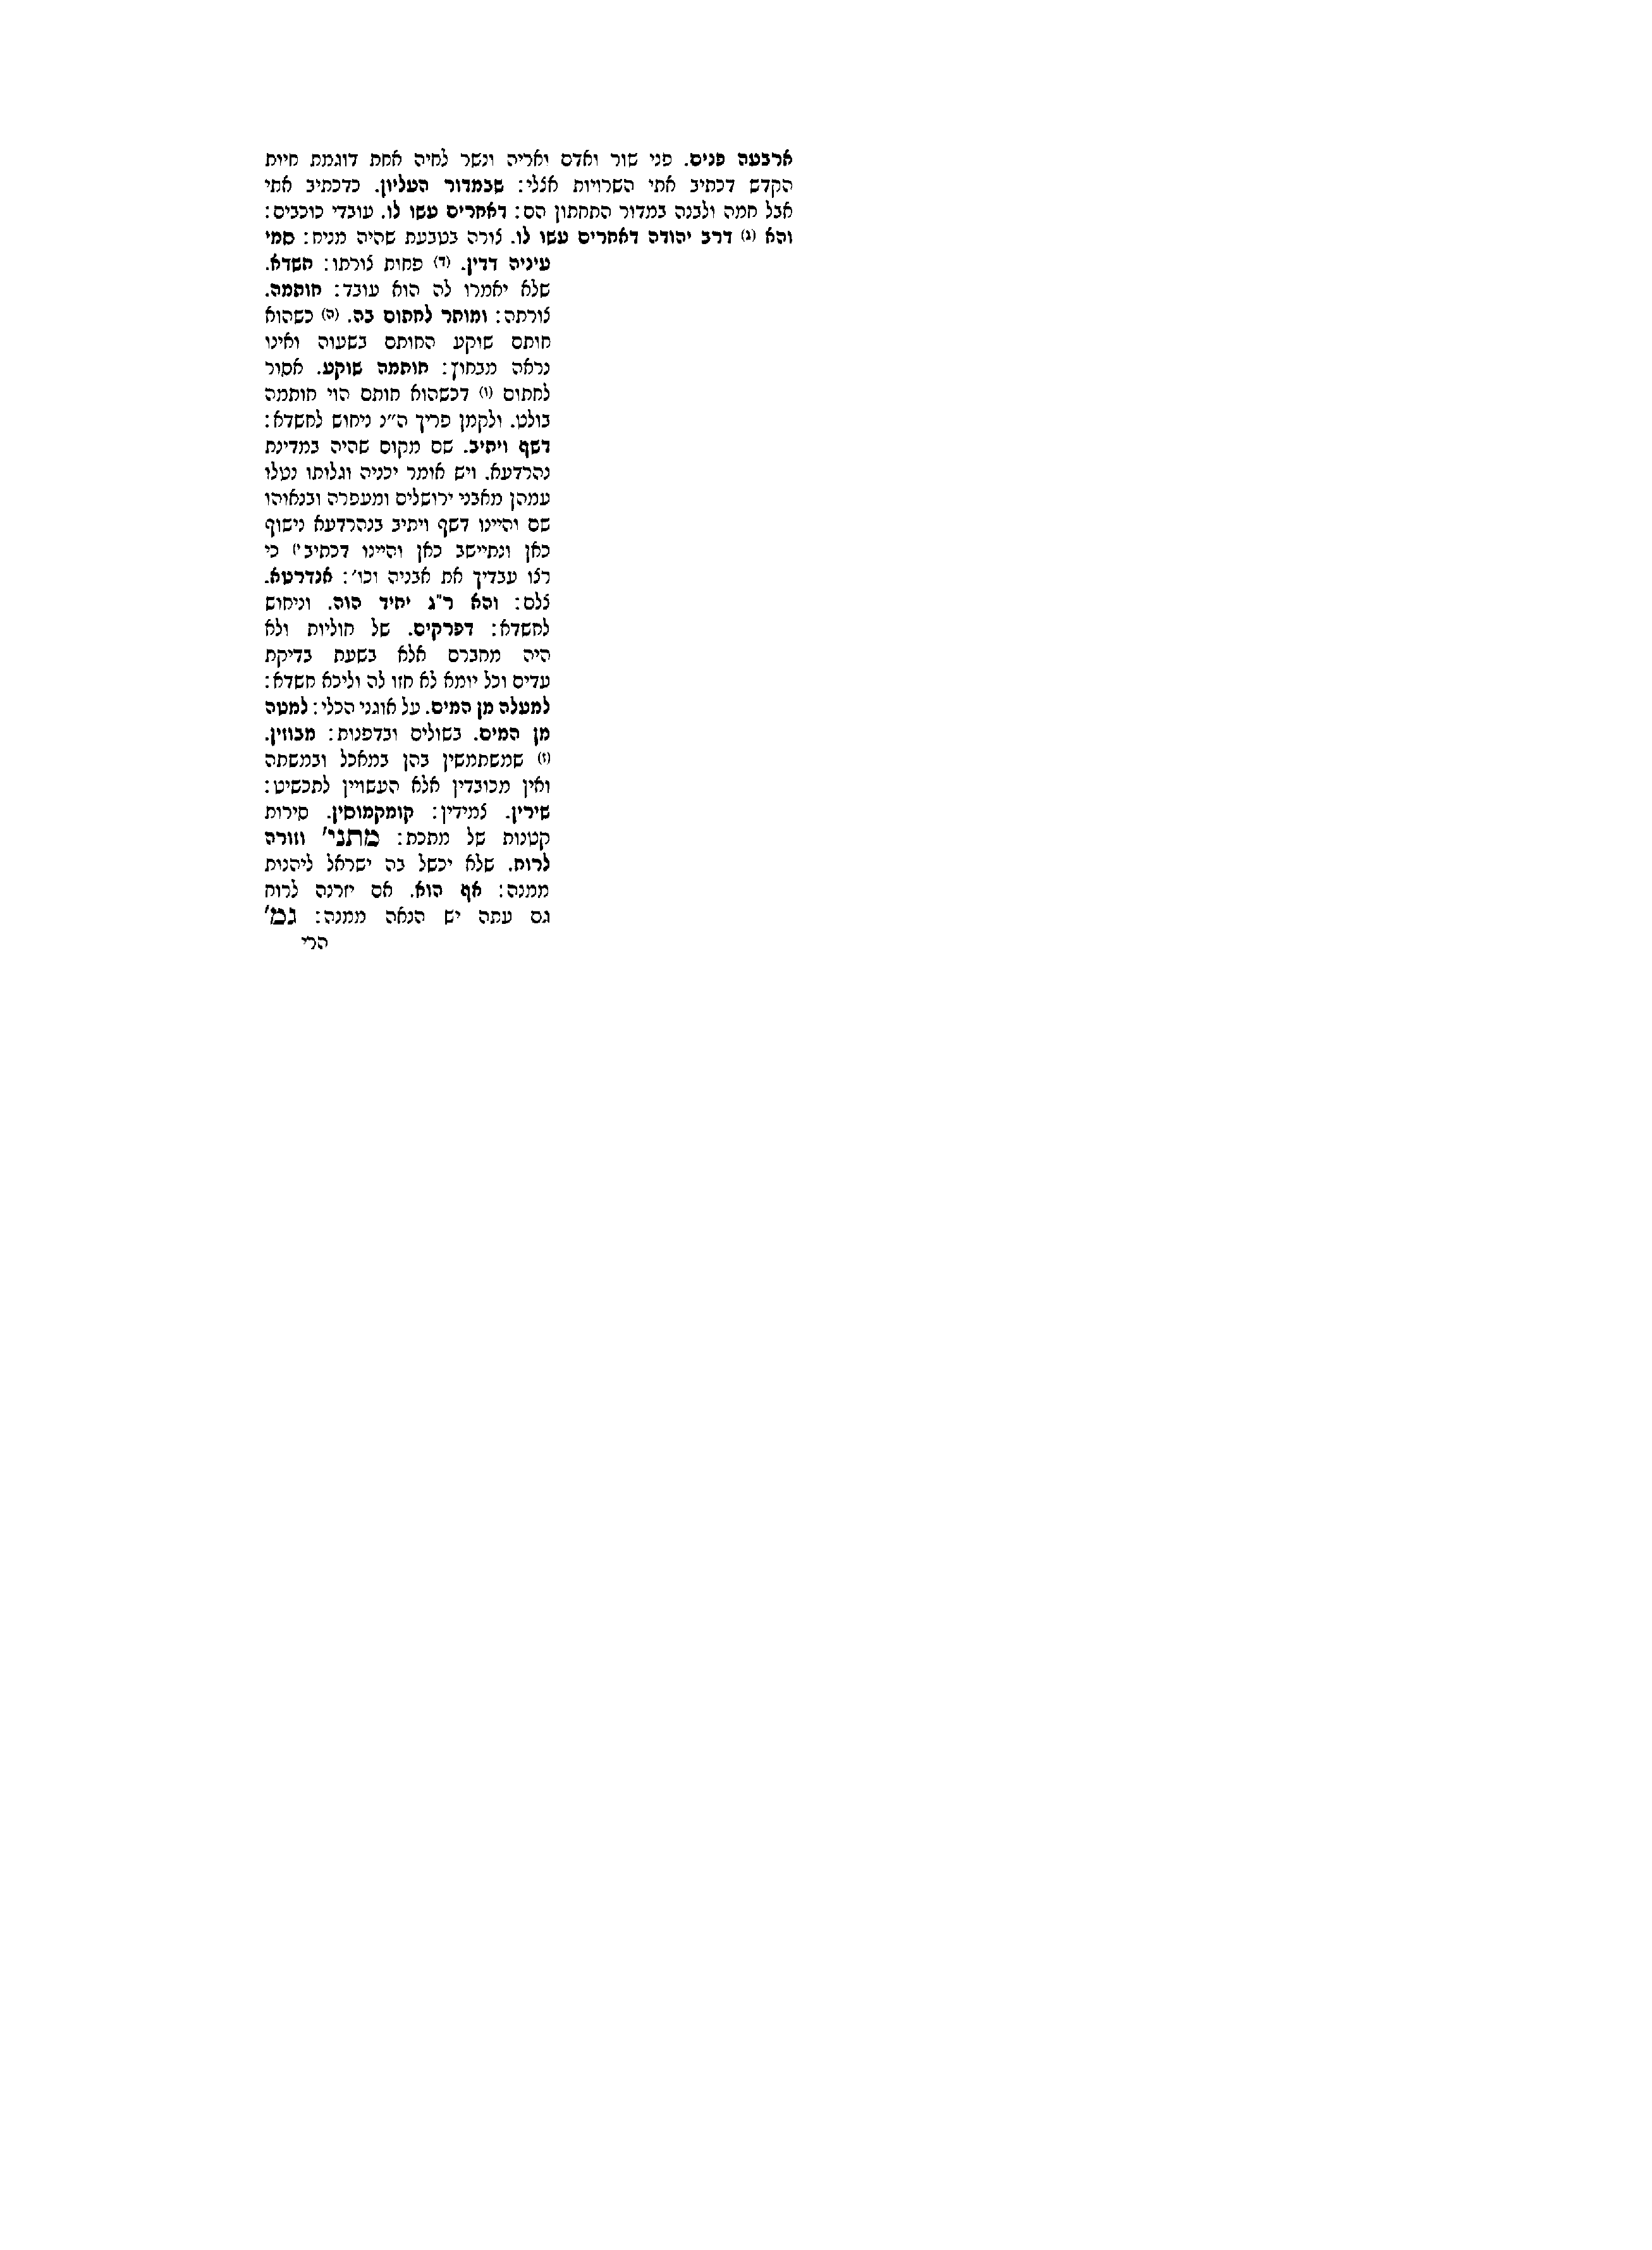 ארבעה פנים. פני שור ואדם ואריה ונשר לחיה אחת דוגמת חיות
הקדש דכתיב אתי השרויות אצלי: שבמדור העליון. כדכתיב אתי
אבל חמה ולבנה במדור התחתון הם: דאחרים עשו לו. עובדי כוכבים:
והא (ג) דרב יהודה דאחרים עשו לו. צורה בטבעת שהיה מניח: סמי
עיניה דדין. (ד) פחות צורתו: חשדא.
שלא יאמרו לה הוא עובד: חותמה.
צורתה: ומותר לחתום בה. (ה) כשהוא
חותם שוקע החותם בשעוה ואינו
נראה מבחוץ: חותמה שוקע. אסור
לחתום (ו) דכשהוא חותם הוי חותמה
בולט. ולקמן פריך ה״נ ניחוש לחשדא:
דשף ויתיב. שם מקום שהיה במדינת
נהרדעא. ויש אומר יכניה וגלותו נטלו
עמהן מאבני ירושלים ומעפרה ובנאוהו
שם והיינו דשף ויתיב בנהרדעא נישוף
כאן ונתיישב כאן והיינו דכתיב י) כי
רצו עבדיך את אבניה וכו׳: אנדרטא.
צלם: והא ר״ג יחיד הוה. וניחוש
לחשדא: דפרקים. של חוליות ולא
היה מחברם אלא בשעת בדיקת
עדים וכל יומא לא חזו לה וליכא חשדא:
למעלה מן המים. על אוגני הכלי: למטה
מן המים. בשולים ובדפנות: מבוזין.
(ז) שמשתמשין בהן במאכל ובמשתה
ואין מכובדין אלא העשויין לתכשיט:
שירין. צמידין: קומקמוסין. סירות
קטנות של מתכת: מתני׳ וזורה
לרוח. שלא יכשל בה ישראל ליהנות
ממנה: אף הוא. אם יזרנה לרוח
גם עתה יש הנאה ממנה: גמ׳
הרי